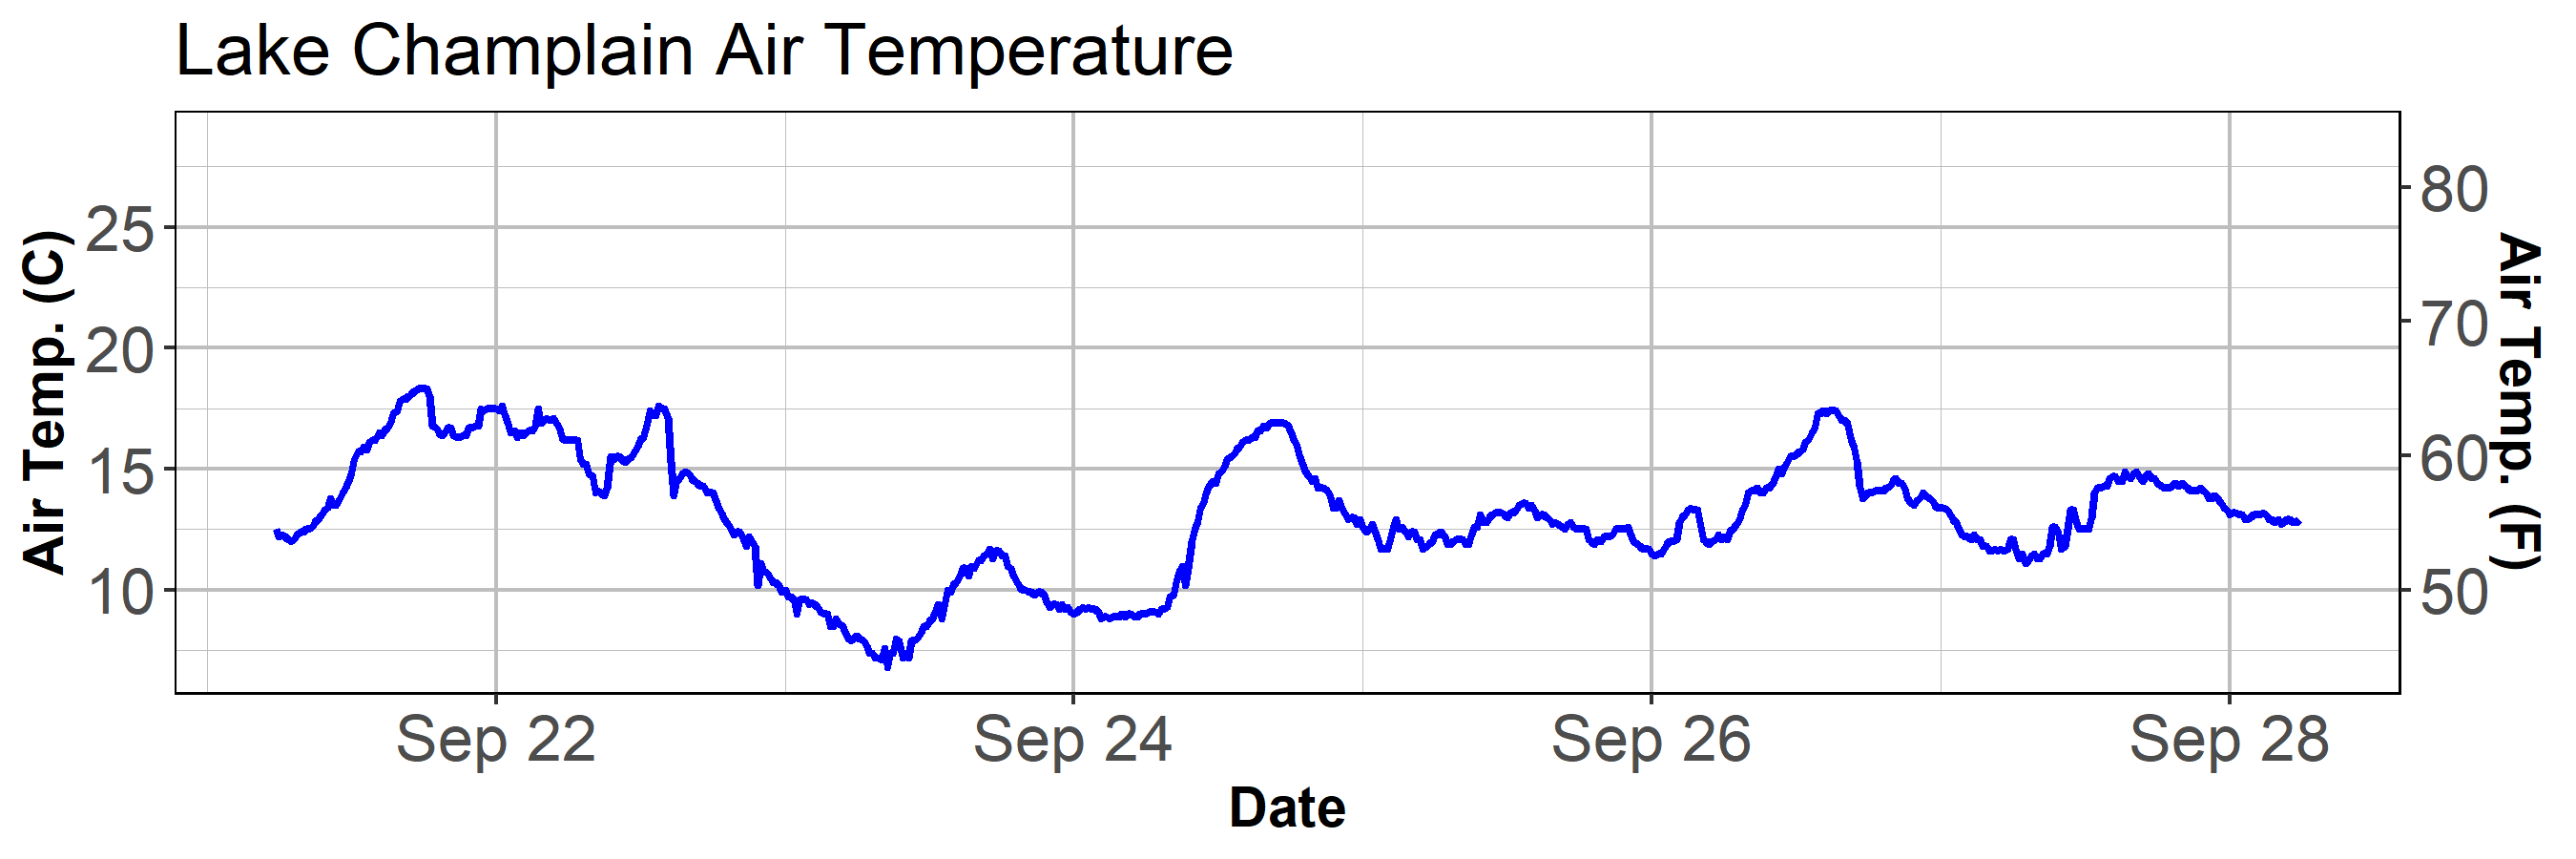 Lake Champlain Air Temperature
Air Temp. (C)
25
20
15
10
80
70
60
50
Air Temp. (F)
Sep 22 Sep 24 Sep 26 Sep 28
Date